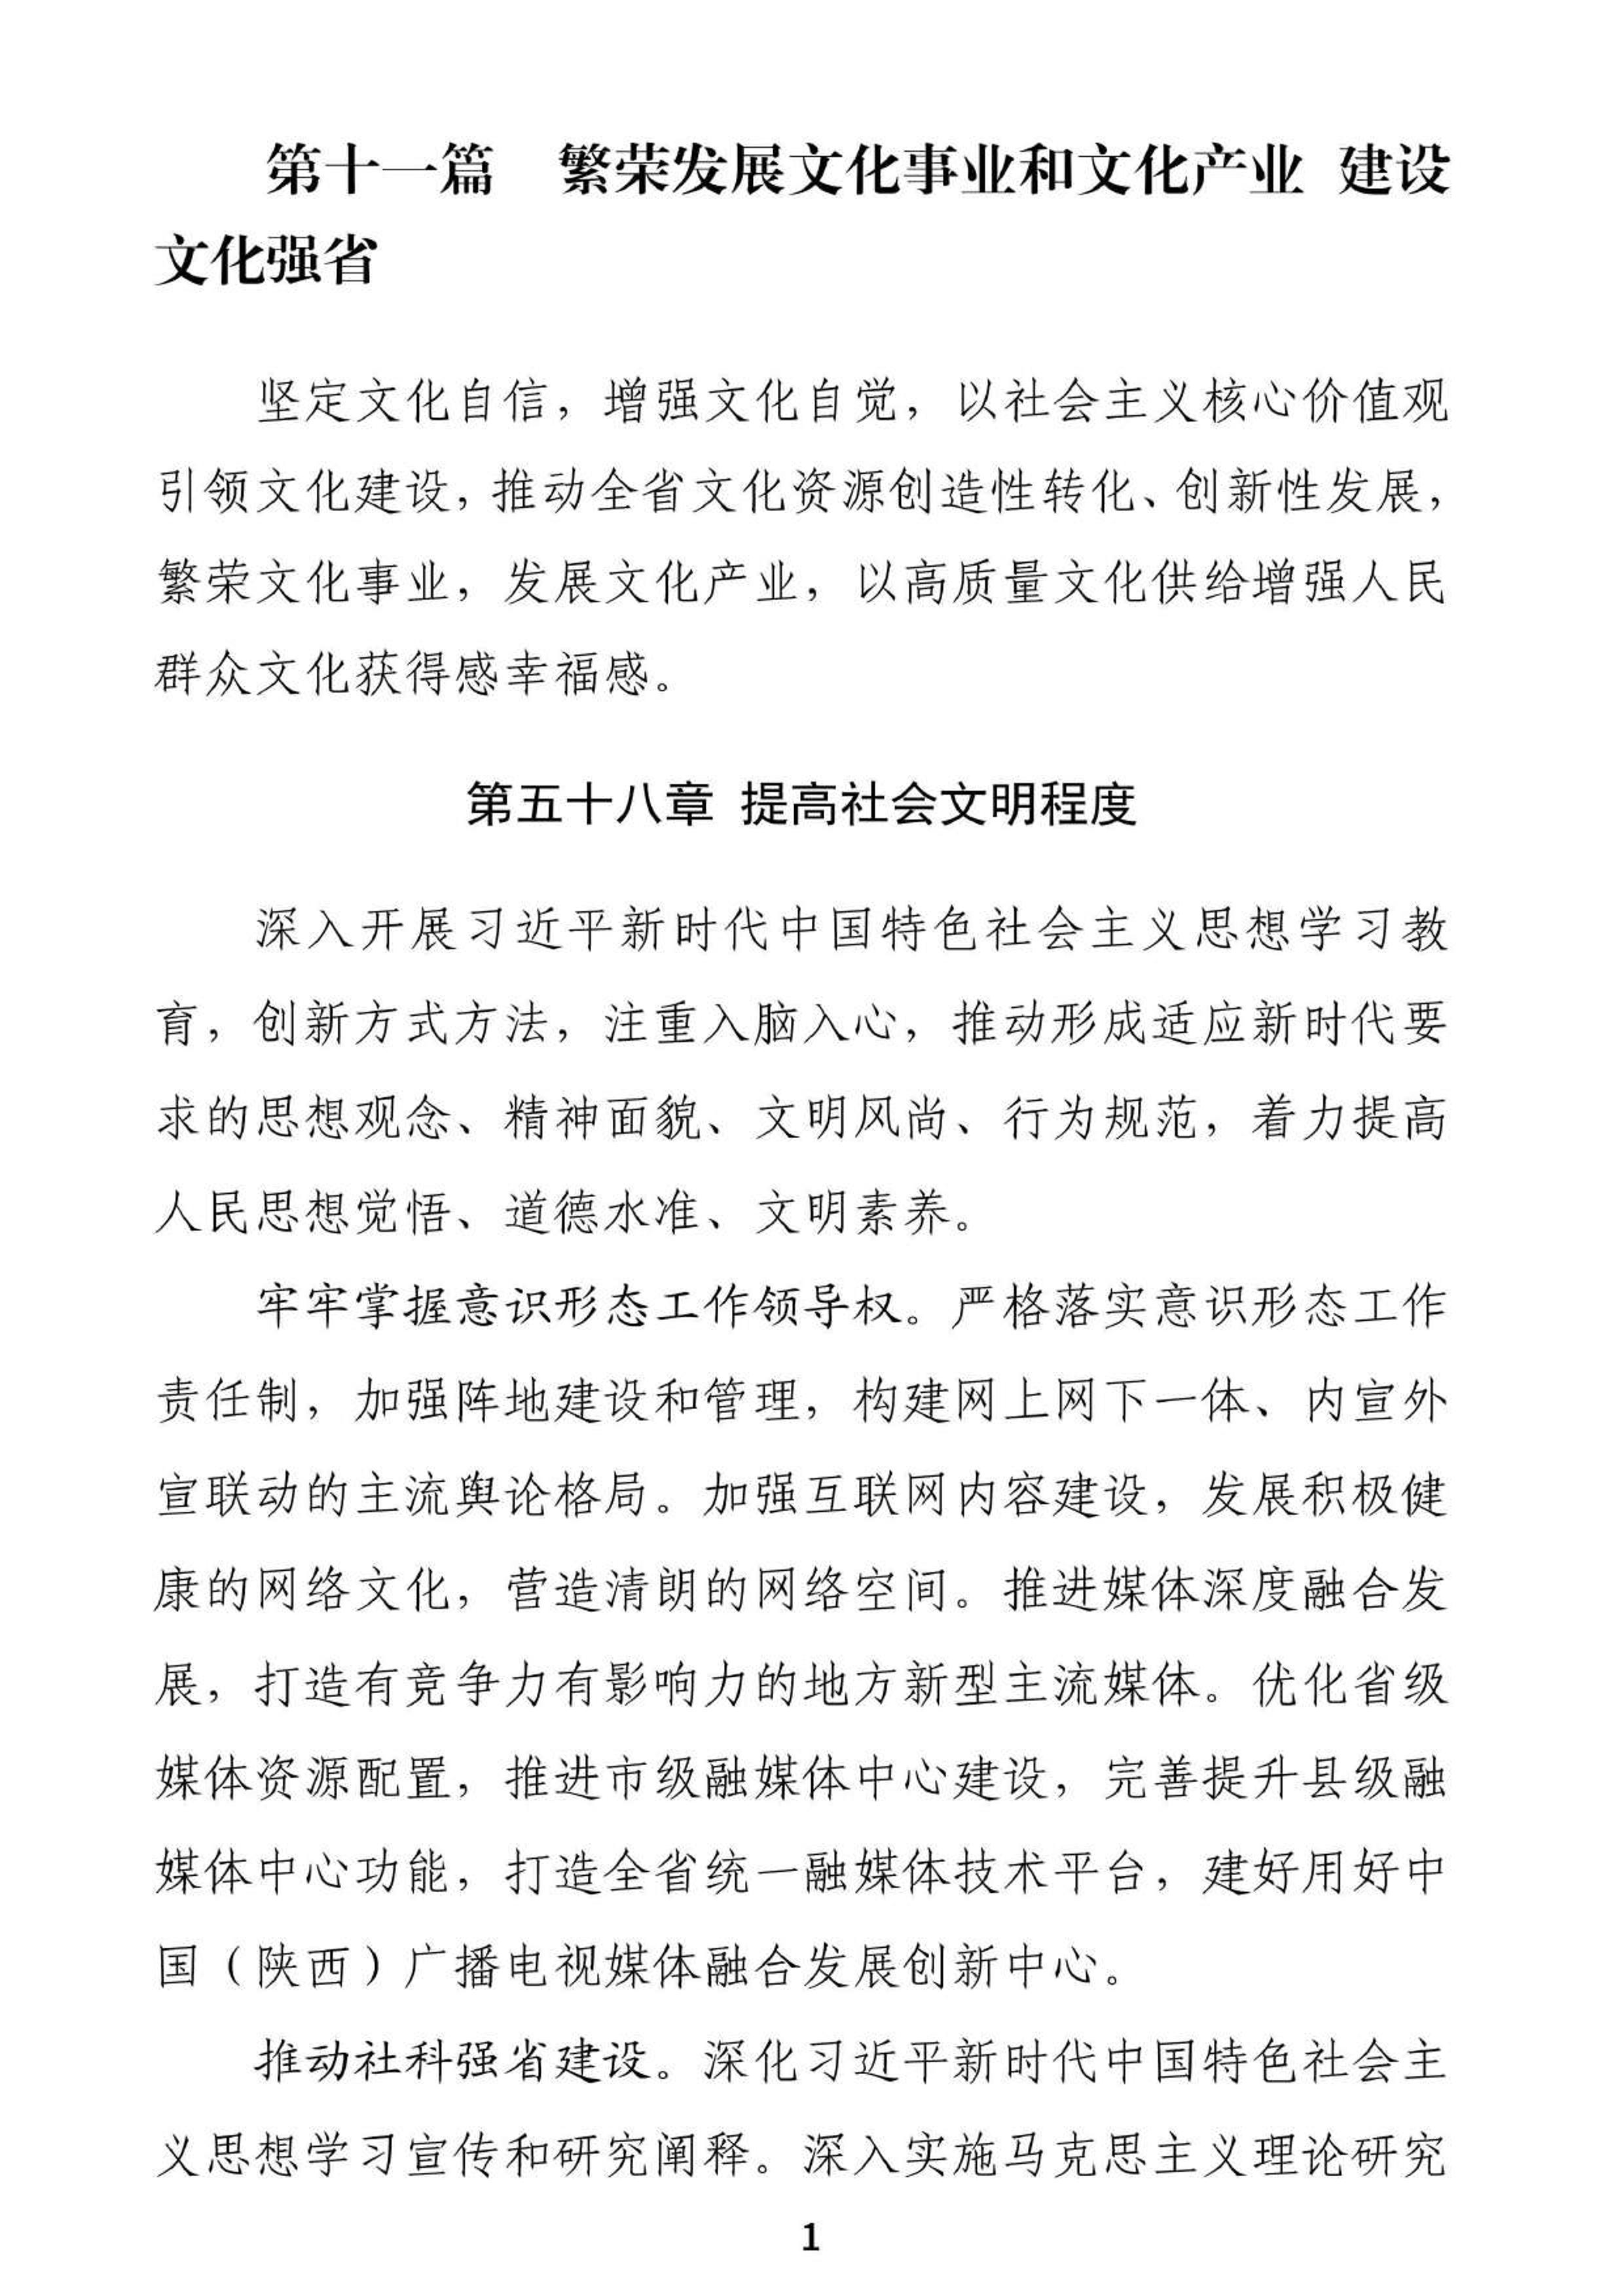 第十一篇 繁荣发展文化事业和文化产业 建设
文化强省
坚定文化自信，增强文化自觉，以社会主义核心价值观
引领文化建设，推动全省文化资源创造性转化、创新性发展，
繁荣文化事业，发展文化产业，以高质量文化供给增强人民
群众文化获得感幸福感。
第五十八章 提高社会文明程度
深入开展习近平新时代中国特色社会主义思想学习教
育，创新方式方法，注重入脑入心，推动形成适应新时代要
求的思想观念、精神面貌、文明风尚、行为规范，着力提高
人民思想觉悟、道德水准、文明素养。
牢牢掌握意识形态工作领导权。严格落实意识形态工作
责任制，加强阵地建设和管理，构建网上网下一体、内宣外
宣联动的主流舆论格局。加强互联网内容建设，发展积极健
康的网络文化，营造清朗的网络空间。推进媒体深度融合发
展，打造有竞争力有影响力的地方新型主流媒体。优化省级
媒体资源配置，推进市级融媒体中心建设，完善提升县级融
媒体中心功能，打造全省统一融媒体技术平台，建好用好中
国（陕西）广播电视媒体融合发展创新中心。
推动社科强省建设。深化习近平新时代中国特色社会主
义思想学习宣传和研究阐释。深入实施马克思主义理论研究
1